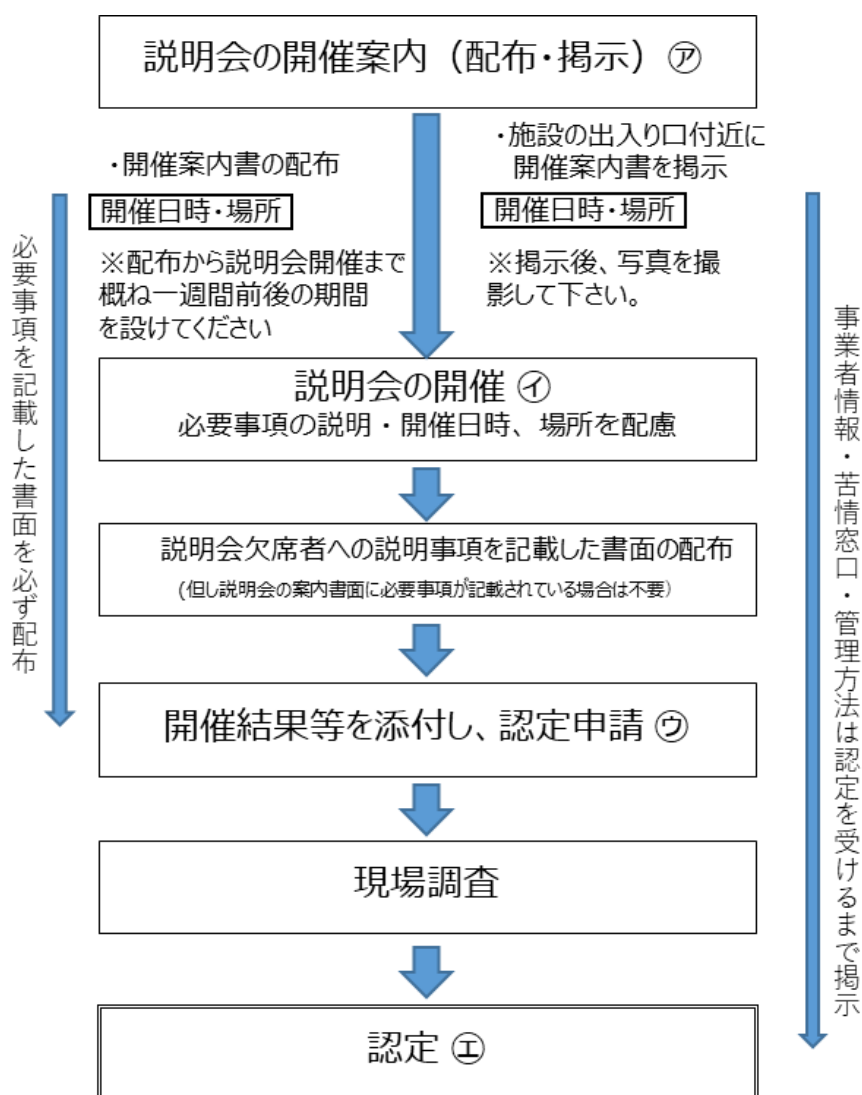 説明会の開催案内（配布・掲示）㋐
・開催案内書の配布
開催日時・場所
※配布から説明会開催まで
概ね一週間前後の期間
を設けてください
・施設の出入り口付近に
開催案内書を掲示
開催日時・場所
※掲示後、写真を撮
影して下さい。
必要事項を記載した書面を必ず配布
事業者情報・苦情窓口・管理方法は認定を受けるまで掲示
説明会の開催 ㋑
必要事項の説明・開催日時、場所を配慮
説明会欠席者への説明事項を記載した書面の配布
(但し説明会の案内書面に必要事項が記載されている場合は不要)
開催結果等を添付し、認定申請 ㋒
現場調査
認定 ㋓